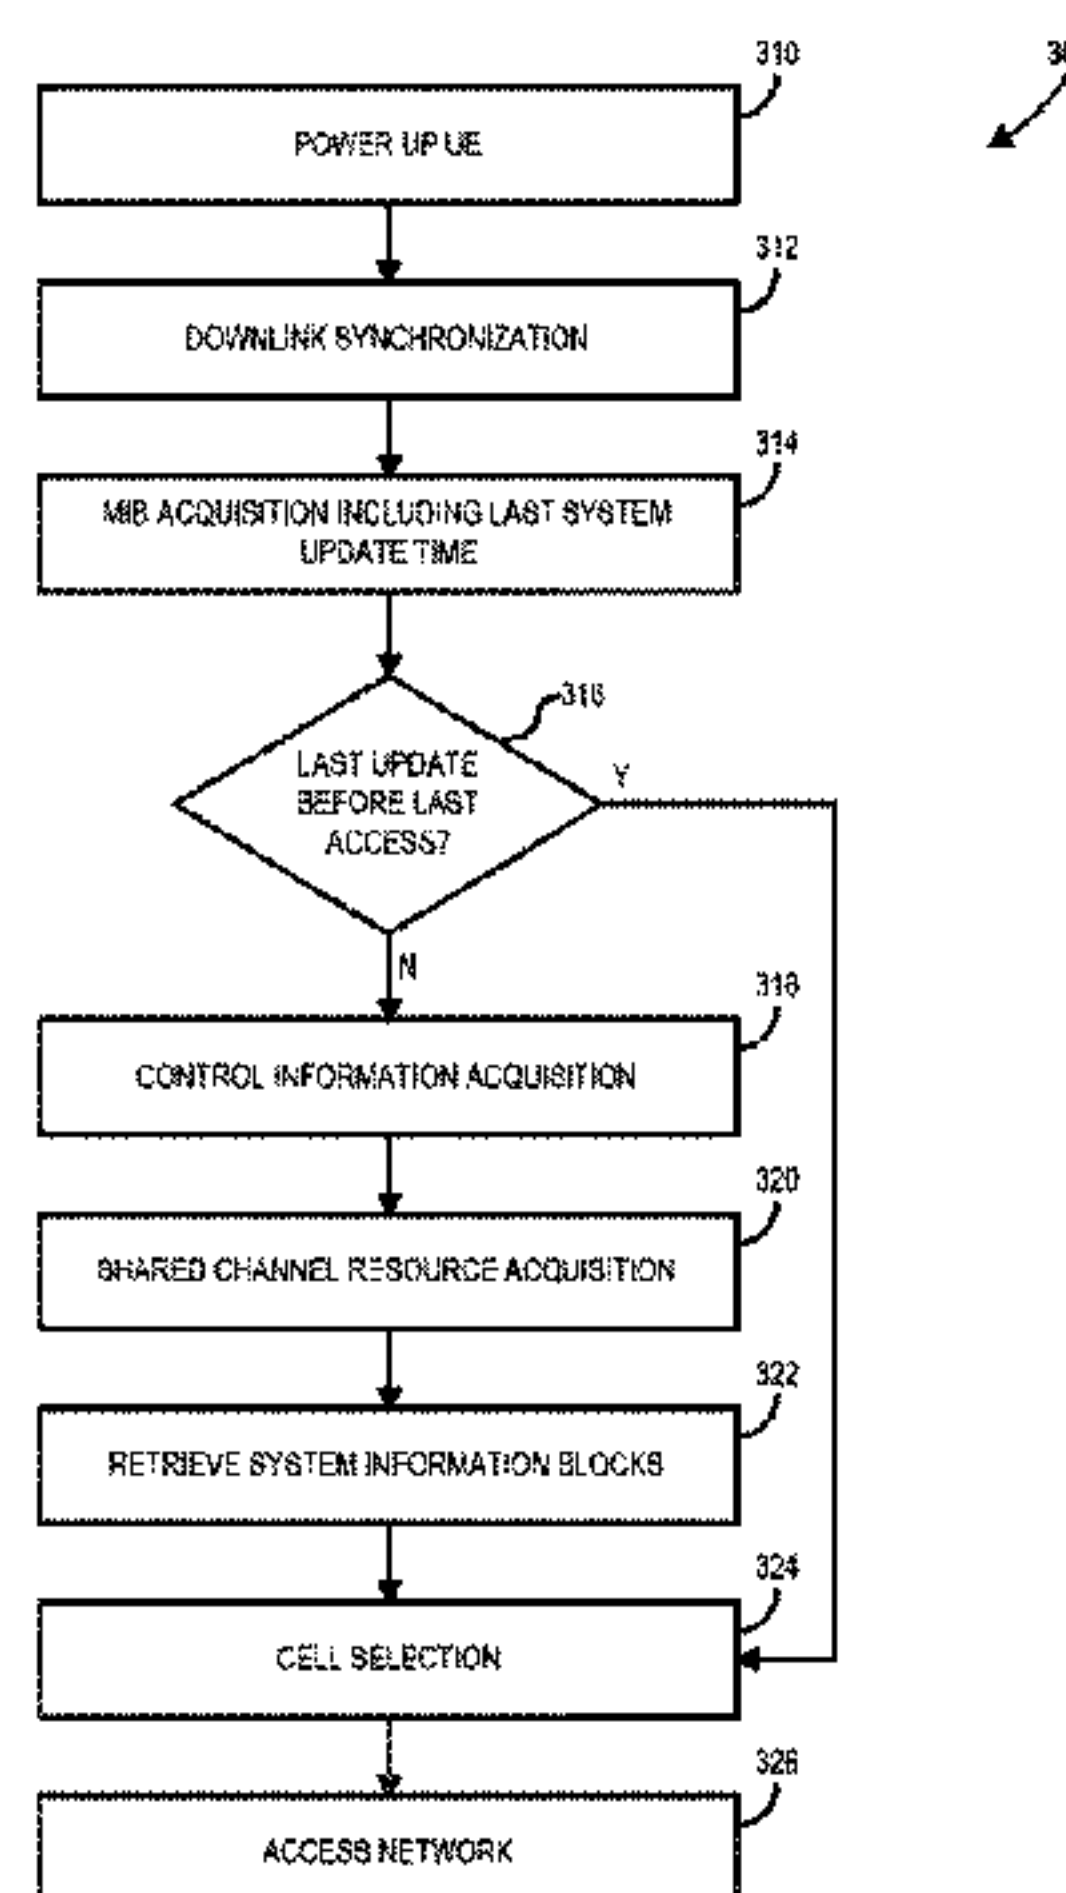 310
POWER UP UE
312
DOWNLINK SYNCHRONIZATION
314
MIB ACQUISITION INCLUDING LAST SYSTEM
UPDATE TIME
316
LAST UPDATE
BEFORE LAST
ACCESS?
Y
N
318
CONTROL INFORMATION ACQUISITION
320
SHARED CHANNEL RESOURCE ACQUISITION
322
RETRIEVE SYSTEM INFORMATION BLOCKS
324
CELL SELECTION
326
ACCESS NETWORK